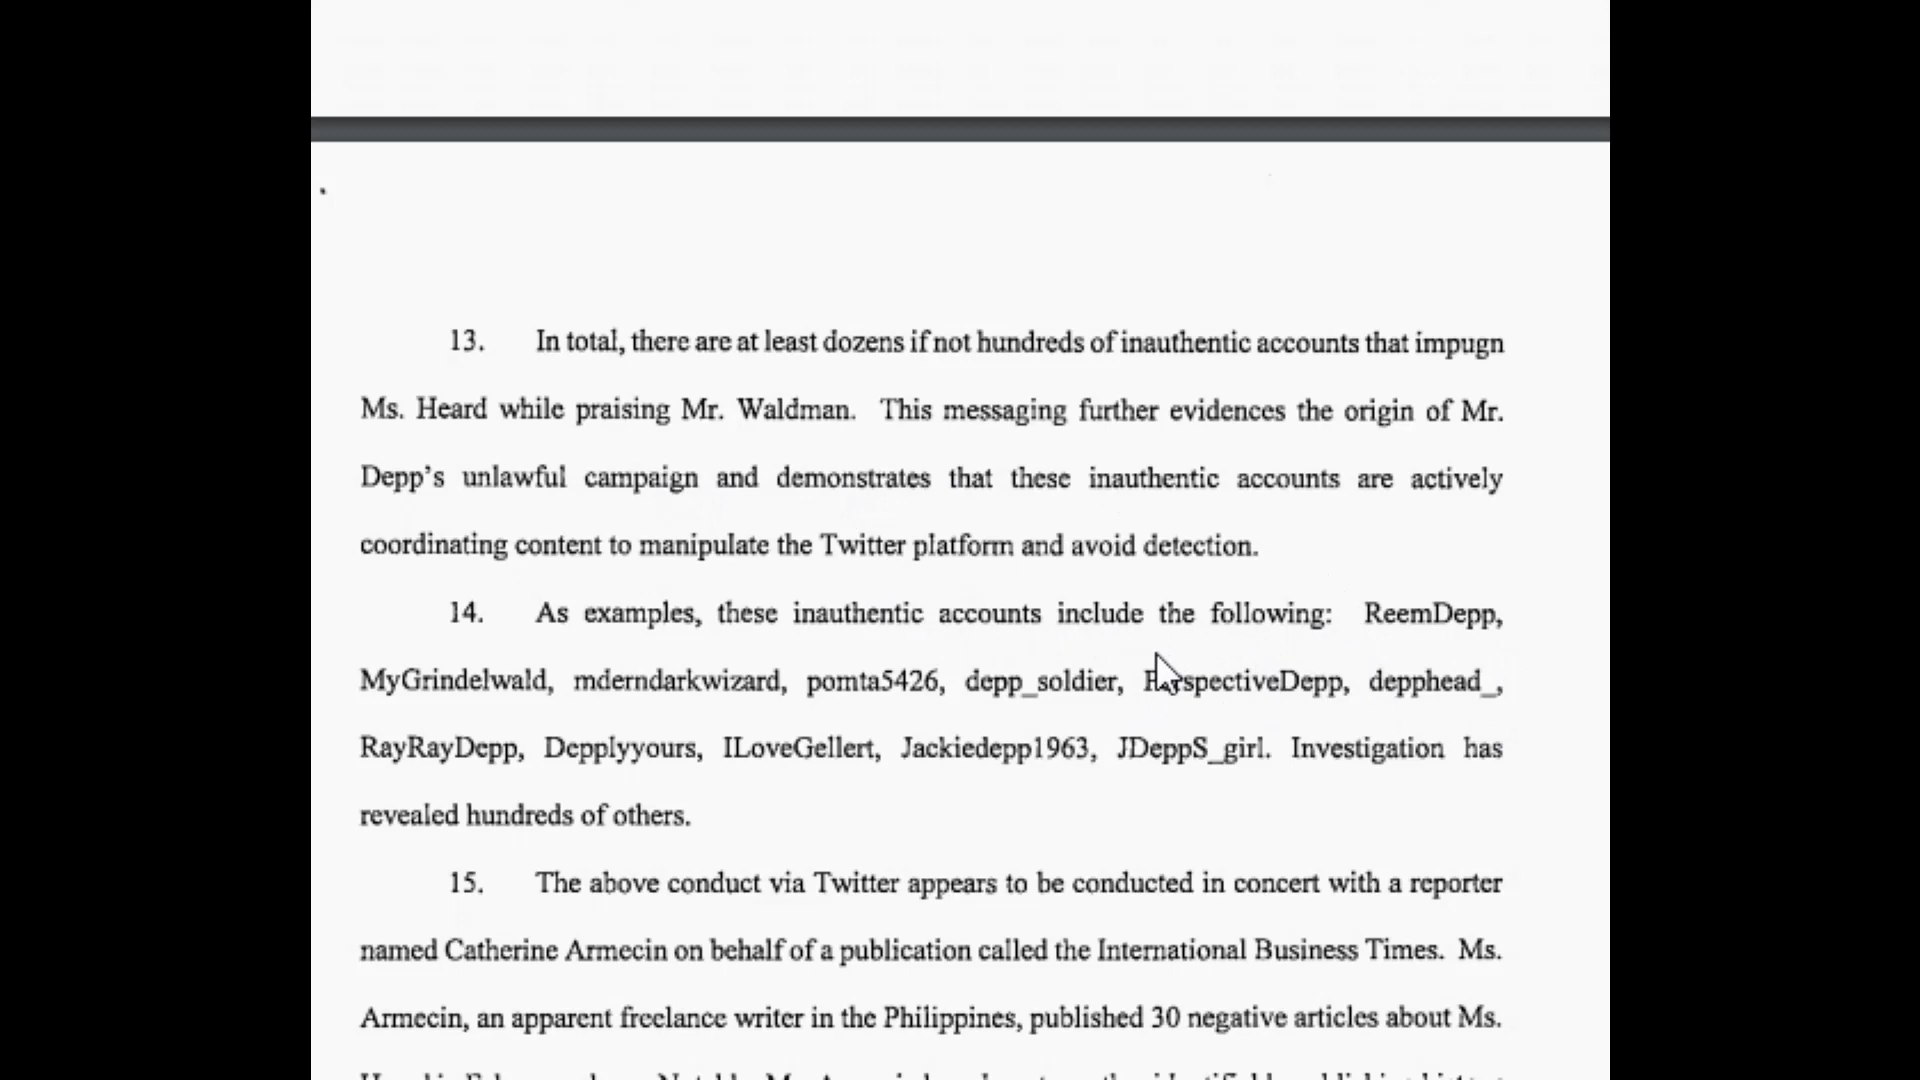 13. In total, there are at least dozens if not hundreds of inauthentic accounts that impugn
Ms. Heard while praising Mr. Waldman. This messaging further evidences the origin of Mr.
Depp's unlawful campaign and demonstrates that these inauthentic accounts are actively
coordinating content to manipulate the Twitter platform and avoid detection.
14. As examples, these inauthentic accounts include the following: ReemDepp,
MyGrindelwald, mderndarkwizard, pomta5426, depp_soldier, PerspectiveDepp, depphead_,
RayRayDepp, Depplyyours, ILoveGellert, Jackiedepp1963, JDeppS_girl. Investigation has
revealed hundreds of others.
15. The above conduct via Twitter appears to be conducted in concert with a reporter
named Catherine Armecin on behalf of a publication called the International Business Times. Ms.
Armecin, an apparent freelance writer in the Philippines, published 30 negative articles about Ms.